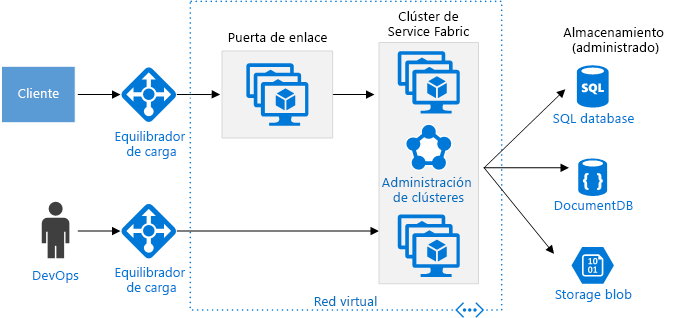 Clúster de
Service Fabric
Puerta de enlace
Almacenamiento
(administrado)
Cliente
Equilibrador
de carga
SQL
SQL database
Administración
de clústeres
{ }
DocumentDB
DevOps
Equilibrador
de carga
10
01
Storage blob
Red virtual